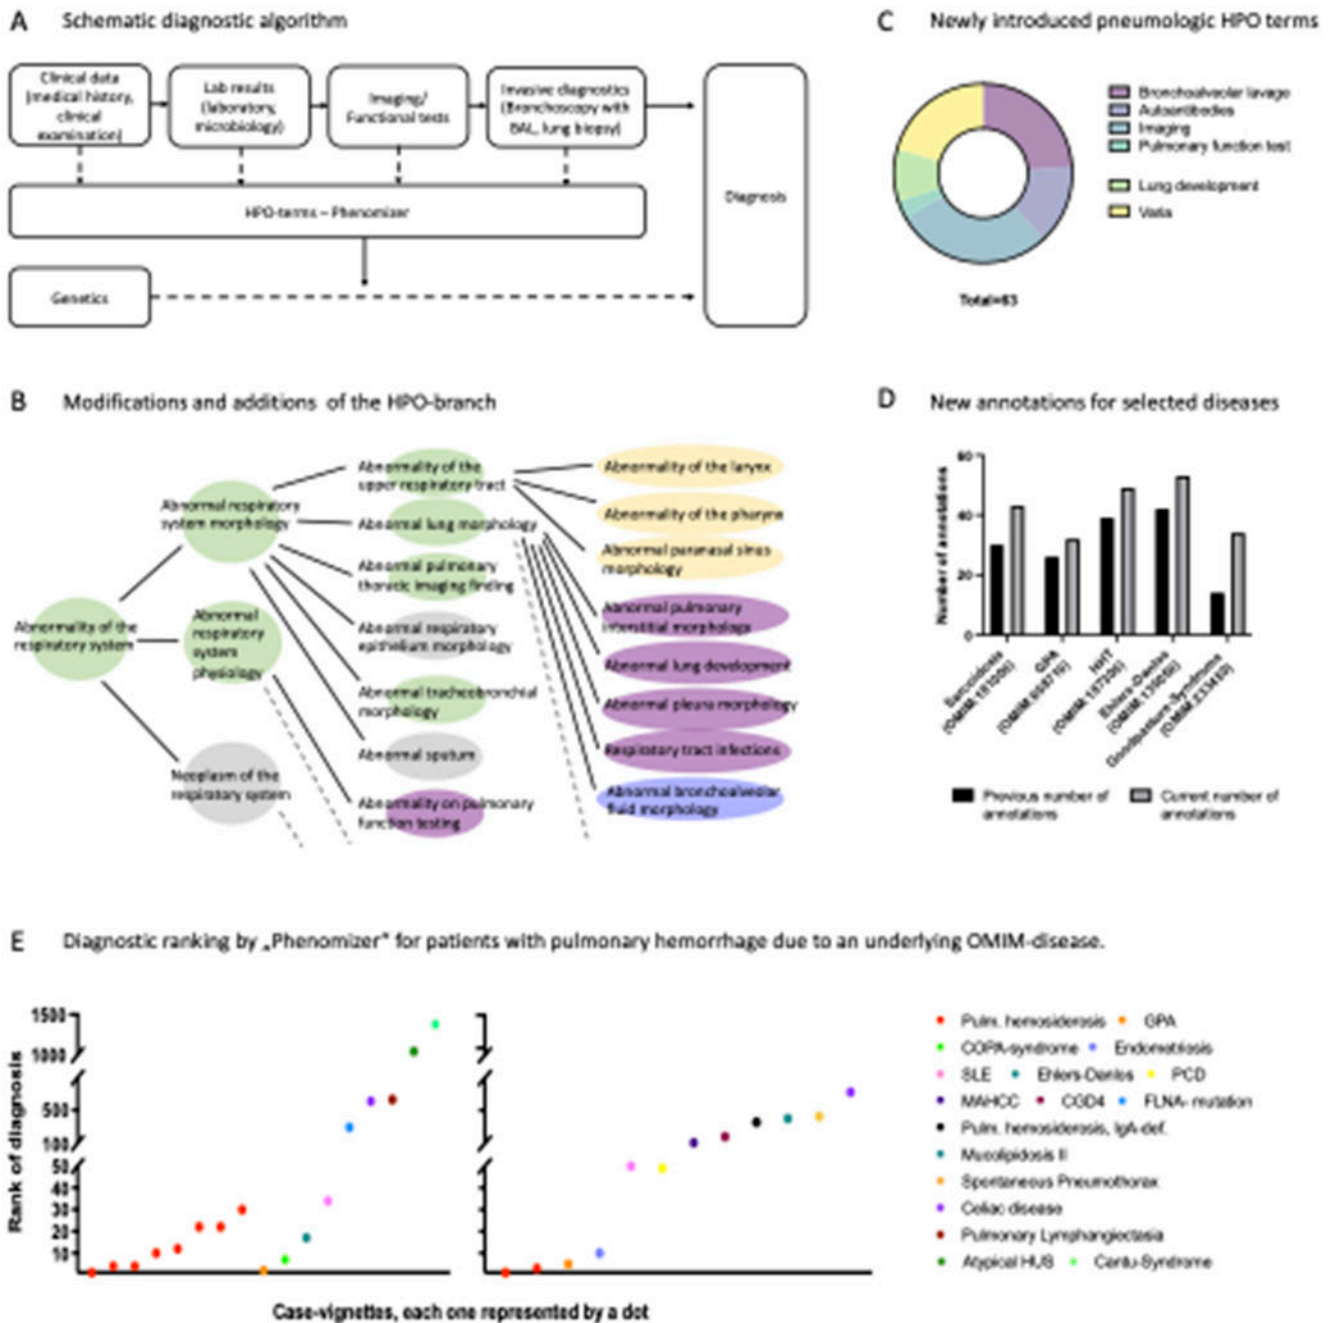 A Schematic diagnostic algorithm
Clinical data
(medical history,
clinical
examination)
Lab results
(laboratory,
microbiology)
Imaging/
Functional tests
Invasive diagnostics
(Bronchoscopy with
BAL, lung biopsy)
HPO-terms – Phenomizer
Genetics
Diagnosis
C Newly introduced pneumologic HPO terms
Bronchoalveolar lavage
Autoantibodies
Imaging
Pulmonary function test
Lung development
Varia
Total=63
B Modifications and additions of the HPO-branch
Abnormality of the
respiratory system
Abnormal respiratory
system morphology
Abnormal
respiratory
system
physiology
Neoplasm of the
respiratory system
Abnormality of the
upper respiratory tract
Abnormal lung morphology
Abnormal pulmonary
thoracic imaging finding
Abnormal respiratory
epithelium morphology
Abnormal tracheobronchial
morphology
Abnormal sputum
Abnormality on pulmonary
function testing
Abnormality of the larynx
Abnormality of the pharynx
Abnormal paranasal sinus
morphology
Abnormal pulmonary
interstitial morphology
Abnormal lung development
Abnormal pleura morphology
Respiratory tract infections
Abnormal bronchoalveolar
fluid morphology
D New annotations for selected diseases
Number of annotations
60
40
20
0
Sarcoidosis
GPA
HHT
Ehlers-Danlos
Goodpasture-Syndrome
Previous number of
annotations
Current number of
annotations
E Diagnostic ranking by „Phenomizer“ for patients with pulmonary hemorrhage due to an underlying OMIM-disease.
Rank of diagnosis
1500
1000
500
100
50
40
30
20
10
Case-vignettes, each one represented by a dot
Pulm. hemosiderosis GPA
COPA-syndrome Endometriosis
SLE Ehlers-Danlos PCD
MAHCC CGD4 FLNA- mutation
Pulm. hemosiderosis, IgA-def.
Mucolipidosis II
Spontaneous Pneumothorax
Celiac disease
Pulmonary Lymphangiectasia
Atypical HUS Cantu-Syndrome